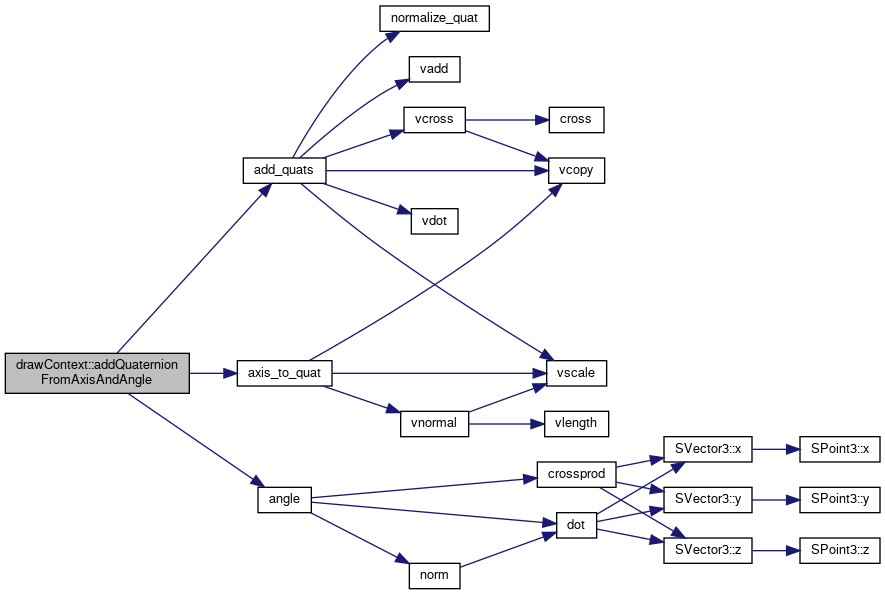 normalize_quat
vadd
vcross
cross
add_quats
vcopy
vdot
drawContext::addQuaternion
FromAxisAndAngle
axis_to_quat
vscale
vnormal
vlength
SVector3::x
SPoint3::x
crossprod
angle
SVector3::y
SPoint3::y
dot
SVector3::z
SPoint3::z
norm